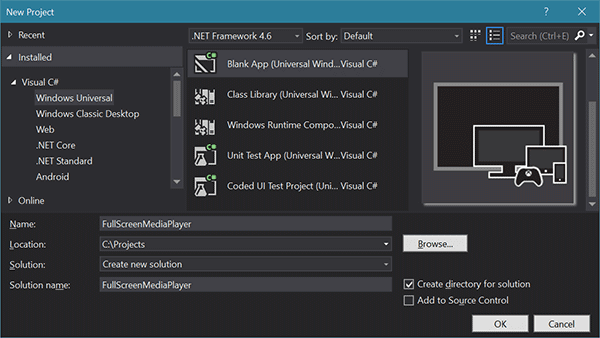 New Project
? ×
Recent
.NET Framework 4.6 Sort by: Default Search (Ctrl+E)
Installed
Visual C#
Windows Universal
Windows Classic Desktop
Web
.NET Core
.NET Standard
Android
Online
C# Blank App (Universal Wind... Visual C#
Class Library (Universal Wi... Visual C#
Windows Runtime Compo... Visual C#
C# Unit Test App (Universal W... Visual C#
C# Coded UI Test Project (Uni... Visual C#
Name: FullScreenMediaPlayer
Location: C:\Projects Browse...
Solution: Create new solution
Solution name: FullScreenMediaPlayer
Create directory for solution
Add to Source Control
OK Cancel